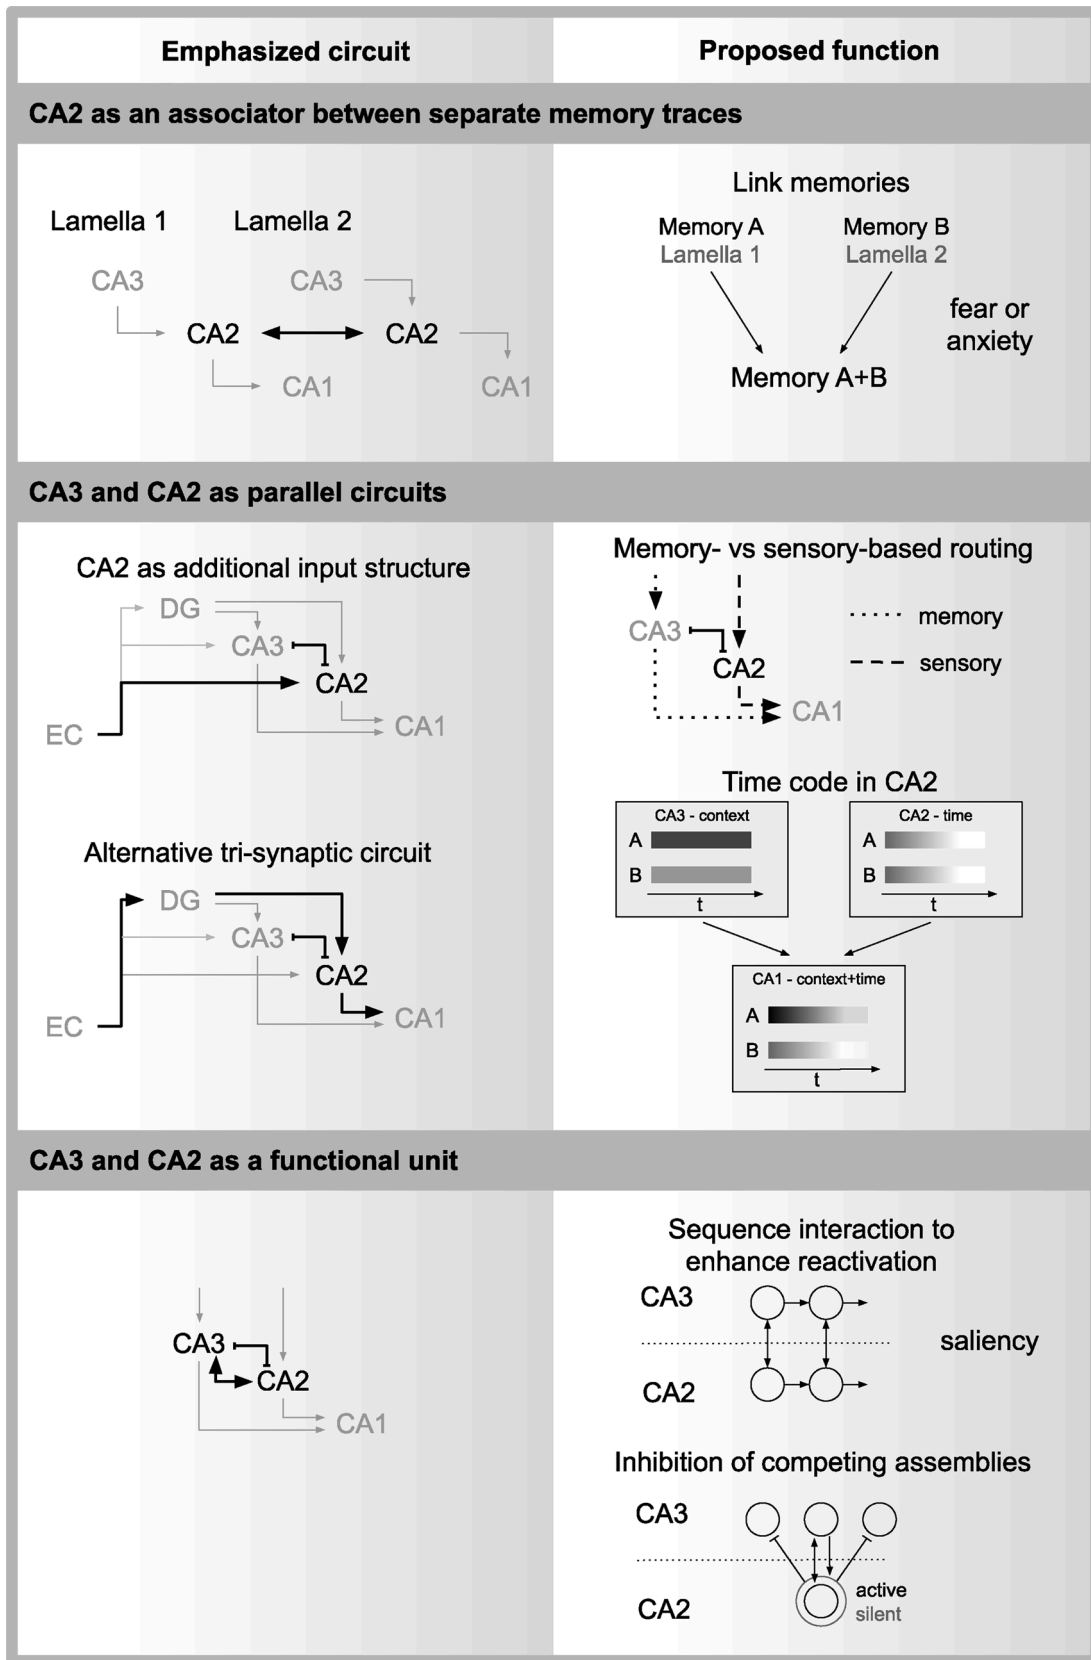 Emphasized circuit
Proposed function
CA2 as an associator between separate memory traces
Lamella 1
Lamella 2
CA3
CA3
CA2
CA2
CA1
CA1
Link memories
Memory A
Lamella 1
Memory B
Lamella 2
fear or
anxiety
Memory A+B
CA3 and CA2 as parallel circuits
CA2 as additional input structure
DG
CA3
CA2
EC
CA1
Alternative tri-synaptic circuit
DG
CA3
CA2
EC
CA1
Memory- vs sensory-based routing
CA3
CA2
CA1
memory
sensory
Time code in CA2
CA3 - context
A
B
t
CA2 - time
A
B
t
CA1 - context+time
A
B
t
CA3 and CA2 as a functional unit
CA3
CA2
CA1
Sequence interaction to
enhance reactivation
CA3
saliency
CA2
Inhibition of competing assemblies
CA3
CA2
active
silent